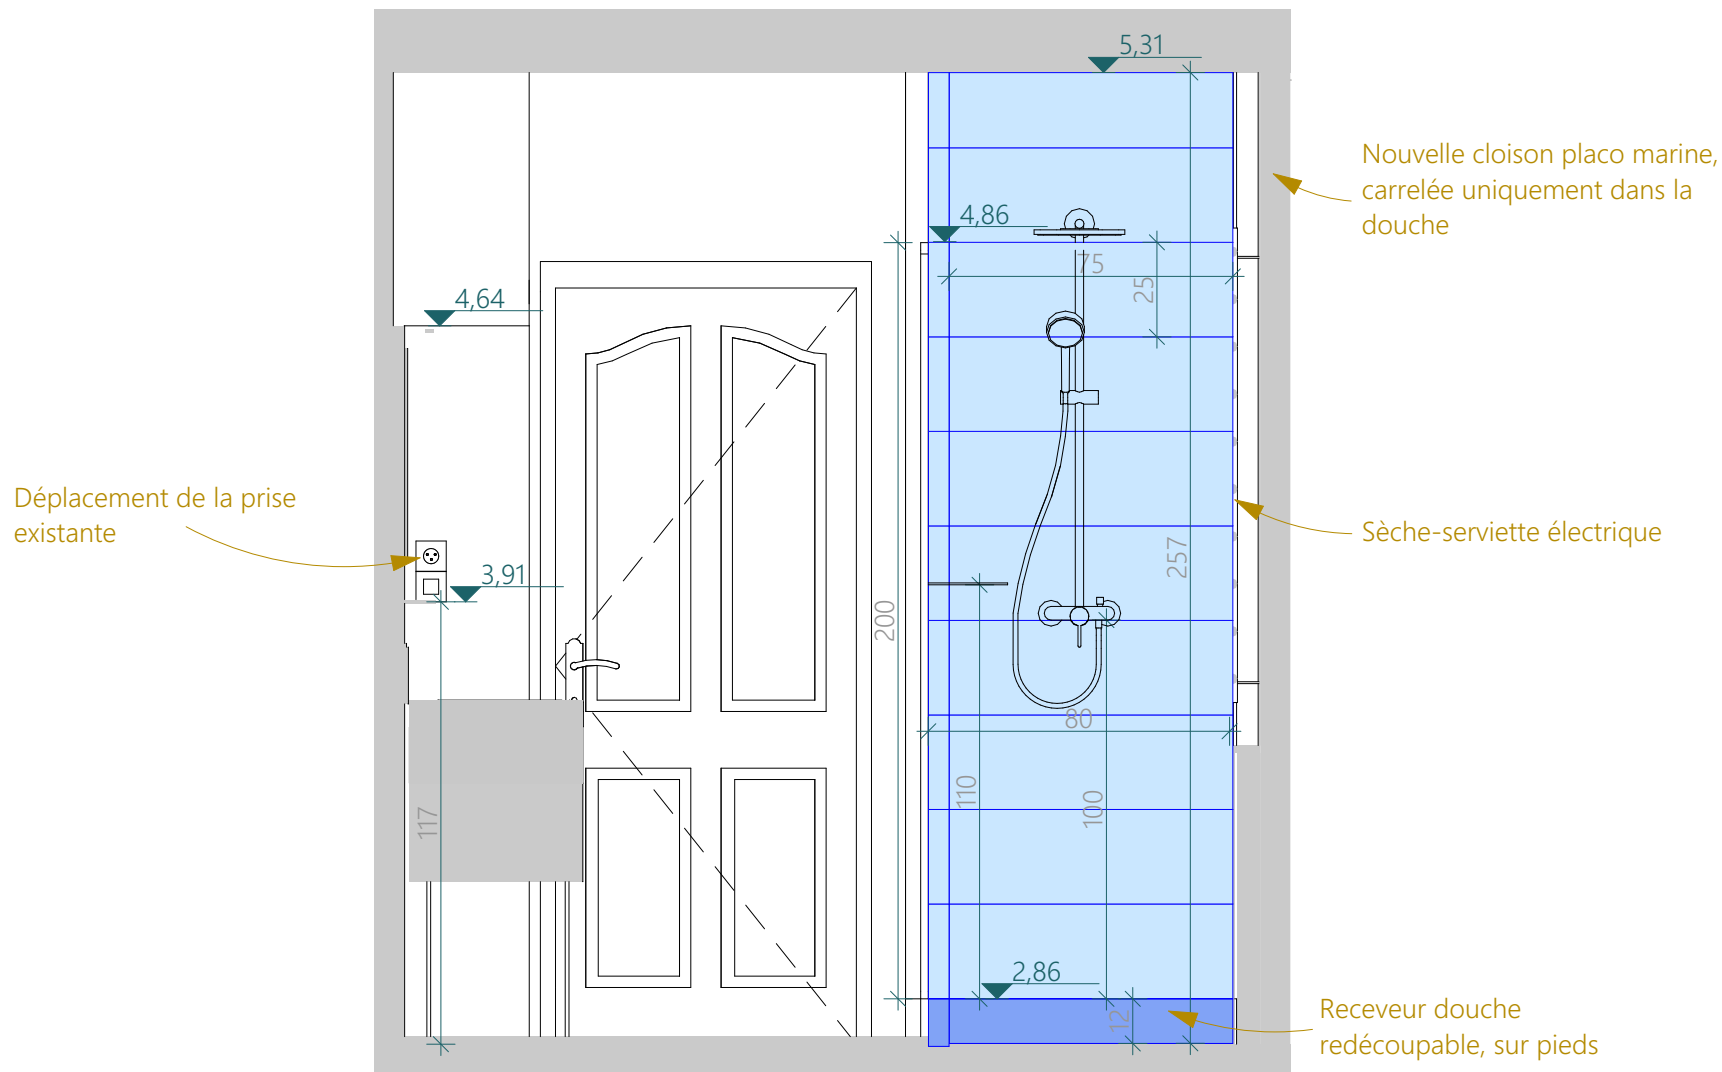 5,31
Nouvelle cloison placo marine,
carrelée uniquement dans la
douche
4,86
75
25
4,64
Déplacement de la prise
existante
3,91
Sèche-serviette électrique
257
200
80
110
100
117
2,86
12
Receveur douche
redécoupable, sur pieds